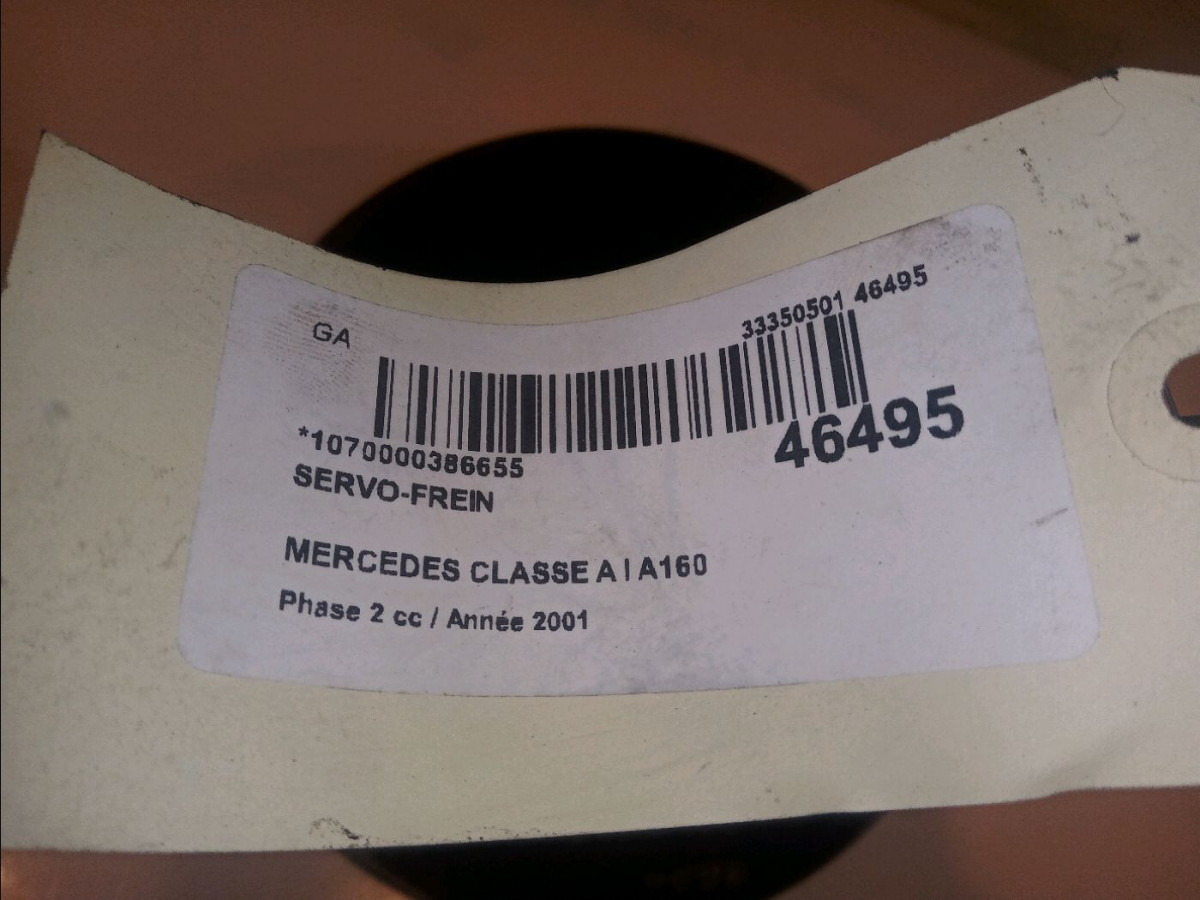 GA
33350501 46495
*1070000386655
46495
SERVO-FREIN
MERCEDES CLASSE A I A160
Phase 2 cc / Année 2001